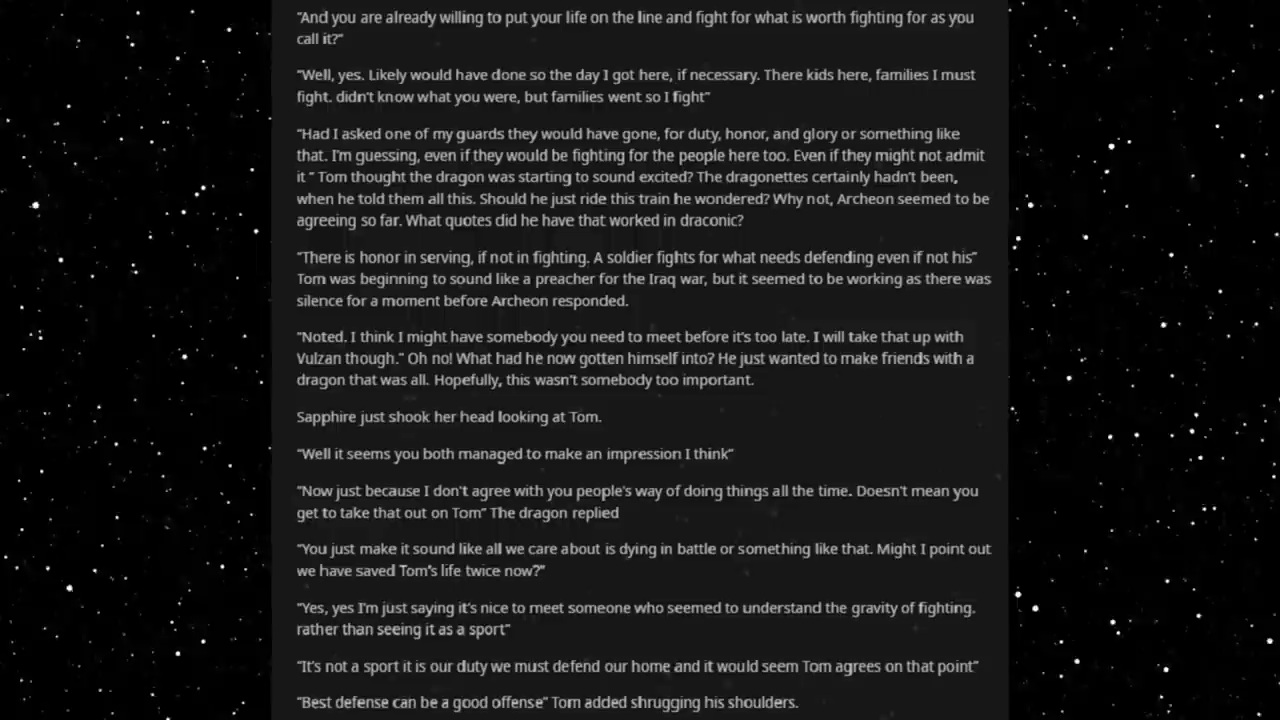 “And you are already willing to put your life on the line and fight for what is worth fighting for as you
call it?”
“Well, yes. Likely would have done so the day I got here, if necessary. There kids here, families I must
fight. didn’t know what you were, but families went so I fight”
“Had I asked one of my guards they would have gone, for duty, honor, and glory or something like
that. I’m guessing, even if they would be fighting for the people here too. Even if they might not admit
it “ Tom thought the dragon was starting to sound excited? The dragonettes certainly hadn’t been,
when he told them all this. Should he just ride this train he wondered? Why not, Archeon seemed to be
agreeing so far. What quotes did he have that worked in draconic?
“There is honor in serving, if not in fighting. A soldier fights for what needs defending even if not his”
Tom was beginning to sound like a preacher for the Iraq war, but it seemed to be working as there was
silence for a moment before Archeon responded.
“Noted. I think I might have somebody you need to meet before it’s too late. I will take that up with
Vulzan though.” Oh no! What had he now gotten himself into? He just wanted to make friends with a
dragon that was all. Hopefully, this wasn’t somebody too important.
Sapphire just shook her head looking at Tom.
“Well it seems you both managed to make an impression I think”
“Now just because I don’t agree with you people’s way of doing things all the time. Doesn’t mean you
get to take that out on Tom” The dragon replied
“You just make it sound like all we care about is dying in battle or something like that. Might I point out
we have saved Tom’s life twice now?”
“Yes, yes I’m just saying it’s nice to meet someone who seemed to understand the gravity of fighting.
rather than seeing it as a sport”
“It’s not a sport it is our duty we must defend our home and it would seem Tom agrees on that point”
“Best defense can be a good offense” Tom added shrugging his shoulders.